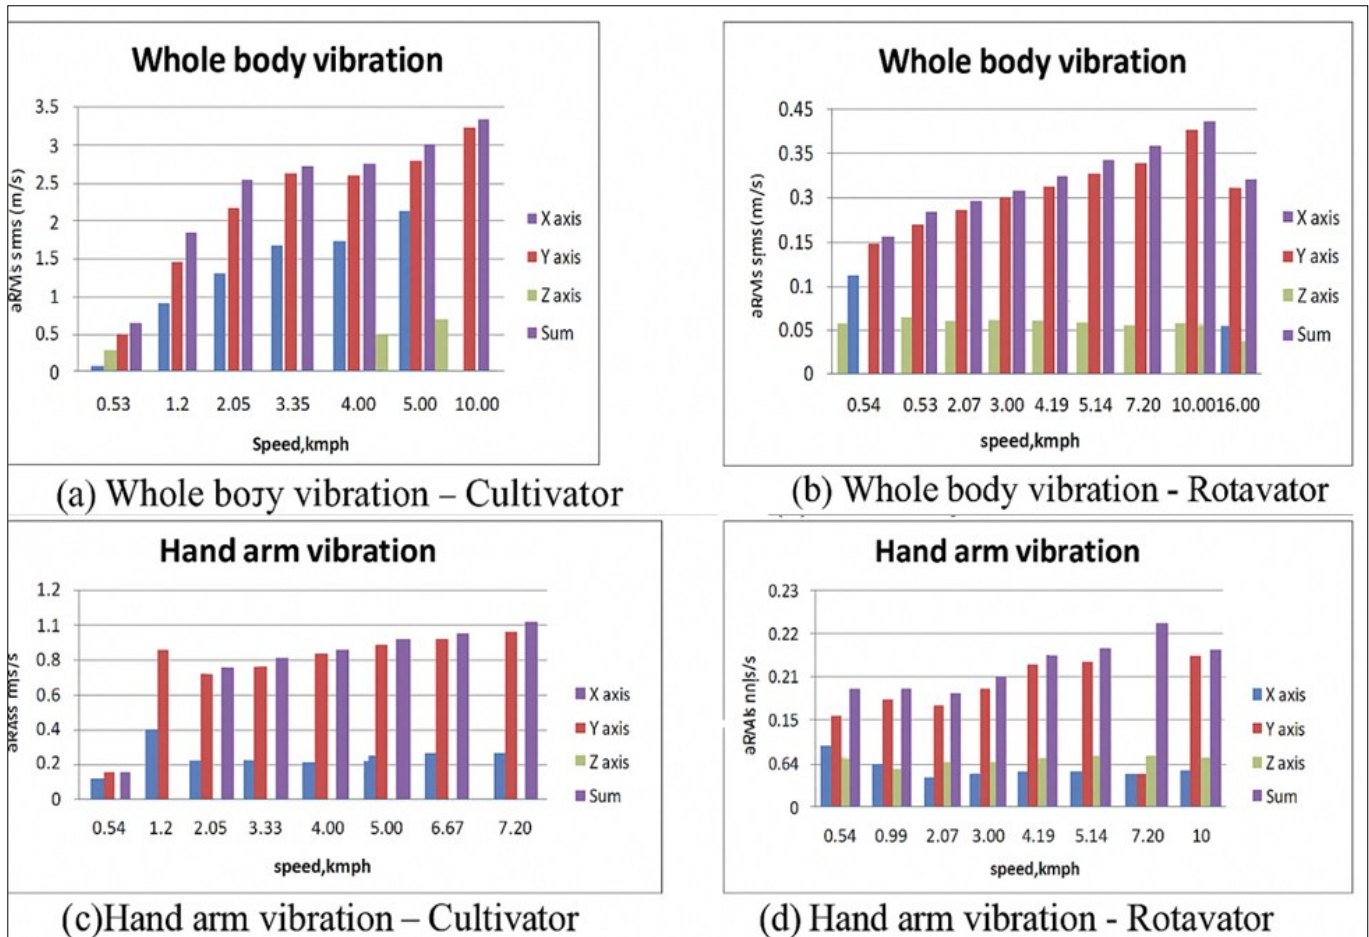 Whole body vibration
3.5
3
2.5
2
1.5
1
0.5
0
X axis
Y axis
Z axis
Sum
0.53 1.2 2.05 3.35 4.00 5.00 10.00
Speed,kmph
(a) Whole bory vibration – Cultivator
Whole body vibration
0.45
0.35
0.3
0.15
0.1
0.05
0
X axis
Y axis
Z axis
Sum
0.54 0.53 2.07 3.00 4.19 5.14 7.20 10.0016.00
speed,kmph
(b) Whole body vibration - Rotavator
Hand arm vibration
1.2
1.1
0.8
0.6
0.4
0.2
0
X axis
Y axis
Z axis
Sum
0.54 1.2 2.05 3.33 4.00 5.00 6.67 7.20
speed,kmph
(c)Hand arm vibration – Cultivator
Hand arm vibration
0.23
0.22
0.21
0.15
0.64
0
X axis
Y axis
Z axis
Sum
0.54 0.99 2.07 3.00 4.19 5.14 7.20 10
speed,kmph
(d) Hand arm vibration - Rotavator